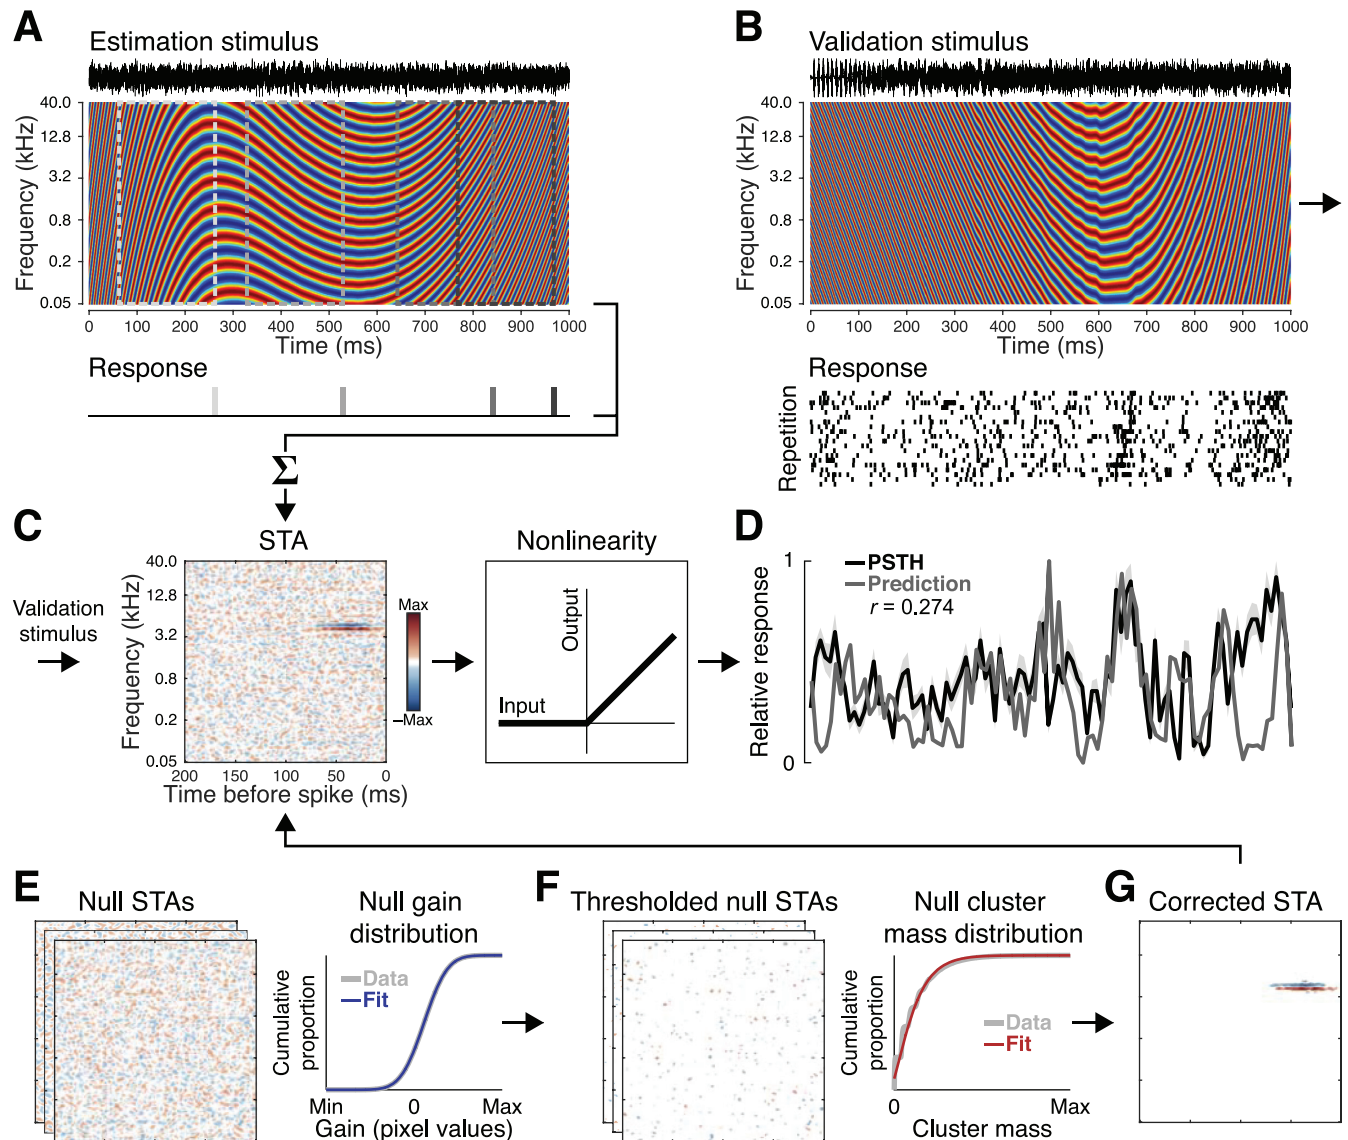 A
Estimation stimulus
40.0
12.8
3.2
0.8
0.2
0.05
Frequency (kHz)
0 100 200 300 400 500 600 700 800 900 1000
Time (ms)
Response
Σ
B
Validation stimulus
40.0
12.8
3.2
0.8
0.2
0.05
Frequency (kHz)
0 100 200 300 400 500 600 700 800 900 1000
Time (ms)
Response
Repetition
C
Validation
stimulus
STA
40.0
12.8
3.2
0.8
0.2
0.05
Frequency (kHz)
200 150 100 50 0
Time before spike (ms)
Max
–Max
Nonlinearity
Output
Input
D
1
0
Relative response
PSTH
Prediction
r = 0.274
E
Null STAs
Null gain
distribution
Data
Fit
Cumulative
proportion
Min 0 Max
Gain (pixel values)
F
Thresholded null STAs
Null cluster
mass distribution
Data
Fit
Cumulative
proportion
0 Max
Cluster mass
G
Corrected STA